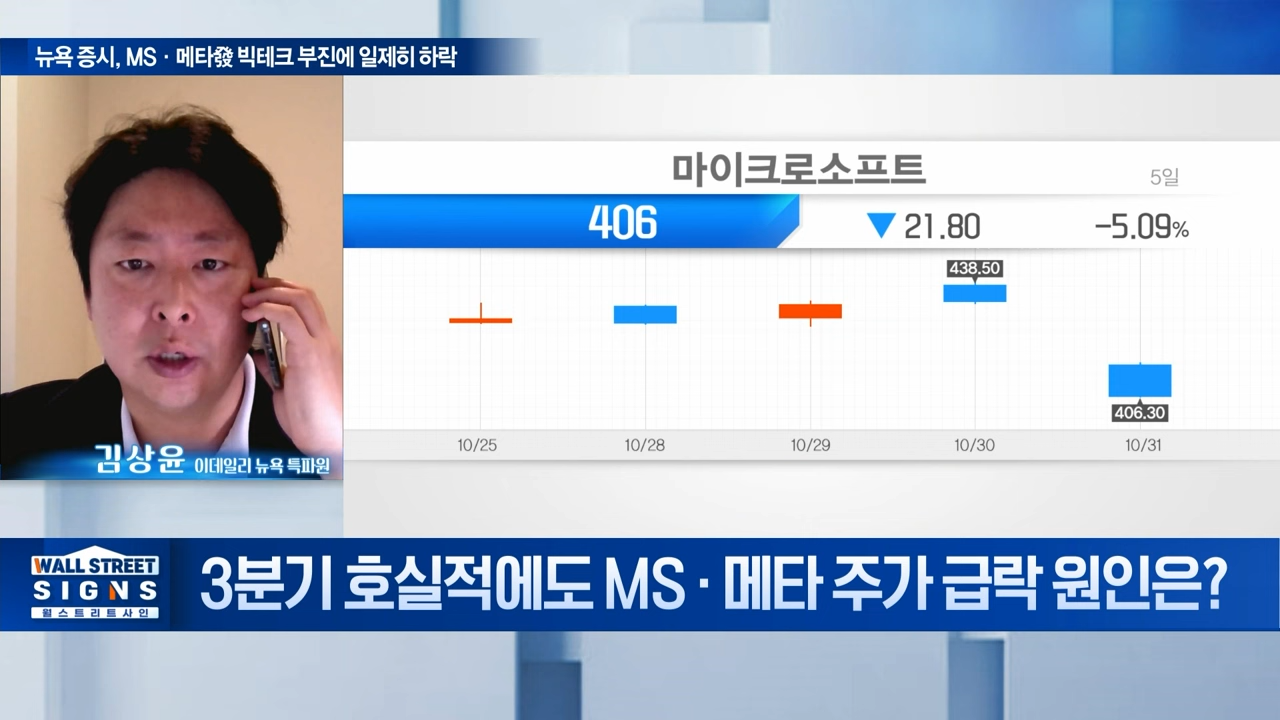 뉴욕 증시, MS · 메타發 빅테크 부진에 일제히 하락
마이크로소프트
5일
406
▼ 21.80
-5.09%
438.50
406.30
10/25
10/28
10/29
10/30
10/31
김상윤 이데일리 뉴욕 특파원
WALL STREET
SIGNS
월스트리트사인
3분기 호실적에도 MS · 메타 주가 급락 원인은?